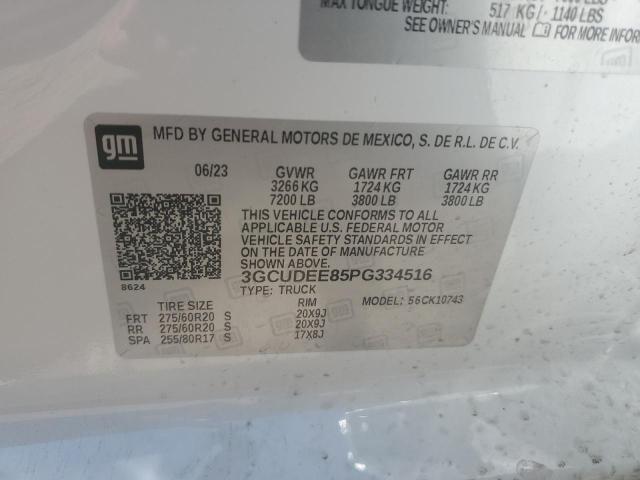 MAX TONGUE WEIGHT: 517 KG/ 1140 LBS
SEE OWNER'S MANUAL FOR MORE INFOR
gm
MFD BY GENERAL MOTORS DE MEXICO, S. DE R.L. DE C.V.
06/23 GVWR GAWR FRT GAWR RR
3266 KG 1724 KG 1724 KG
7200 LB 3800 LB 3800 LB
THIS VEHICLE CONFORMS TO ALL
APPLICABLE U.S. FEDERAL MOTOR
VEHICLE SAFETY STANDARDS IN EFFECT
ON THE DATE OF MANUFACTURE
SHOWN ABOVE.
3GCUDEE85PG334516
8624
TYPE: TRUCK
MODEL: 56CK10743
TIRE SIZE RIM
FRT 275/60R20 S 20X9J
RR 275/60R20 S 20X9J
SPA 255/80R17 S 17X8J